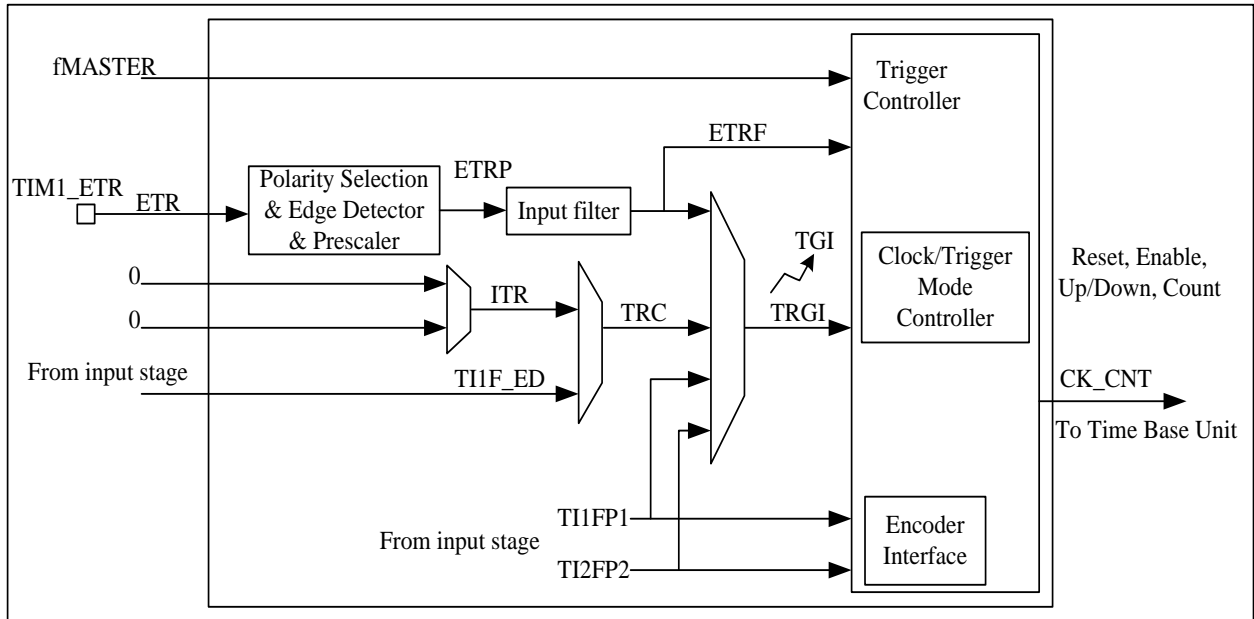 fMASTER
Trigger
Controller
ETRF
TIM1_ETR
ETR
Polarity Selection
& Edge Detector
& Prescaler
ETRP
Input filter
TGI
Clock/Trigger
Mode
Controller
Reset, Enable,
Up/Down, Count
0
ITR
0
TRC
TRGI
From input stage
TI1F_ED
CK_CNT
To Time Base Unit
TI1FP1
From input stage
TI2FP2
Encoder
Interface